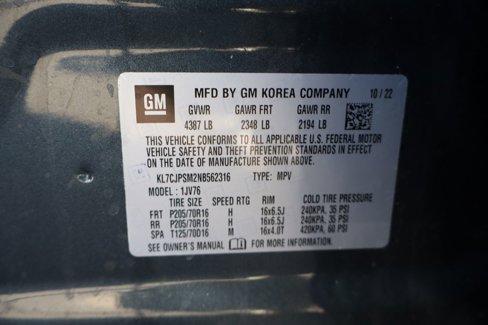 GM
MFD BY GM KOREA COMPANY 10/22
GVWR GAWR FRT GAWR RR
4387 LB 2348 LB 2194 LB
THIS VEHICLE CONFORMS TO ALL APPLICABLE U.S. FEDERAL MOTOR
VEHICLE SAFETY AND THEFT PREVENTION STANDARDS IN EFFECT
ON THE DATE OF MANUFACTURE SHOWN ABOVE.
KL7CJPSM2NB562316 TYPE: MPV
MODEL: 1JV76
TIRE SIZE SPEED RTG RIM COLD TIRE PRESSURE
FRT P205/70R16 H 16x6.5J 240KPA, 35 PSI
RR P205/70R16 H 16x6.5J 240KPA, 35 PSI
SPA T125/70D16 M 16x4.0T 420KPA, 60 PSI
SEE OWNER'S MANUAL FOR MORE INFORMATION.